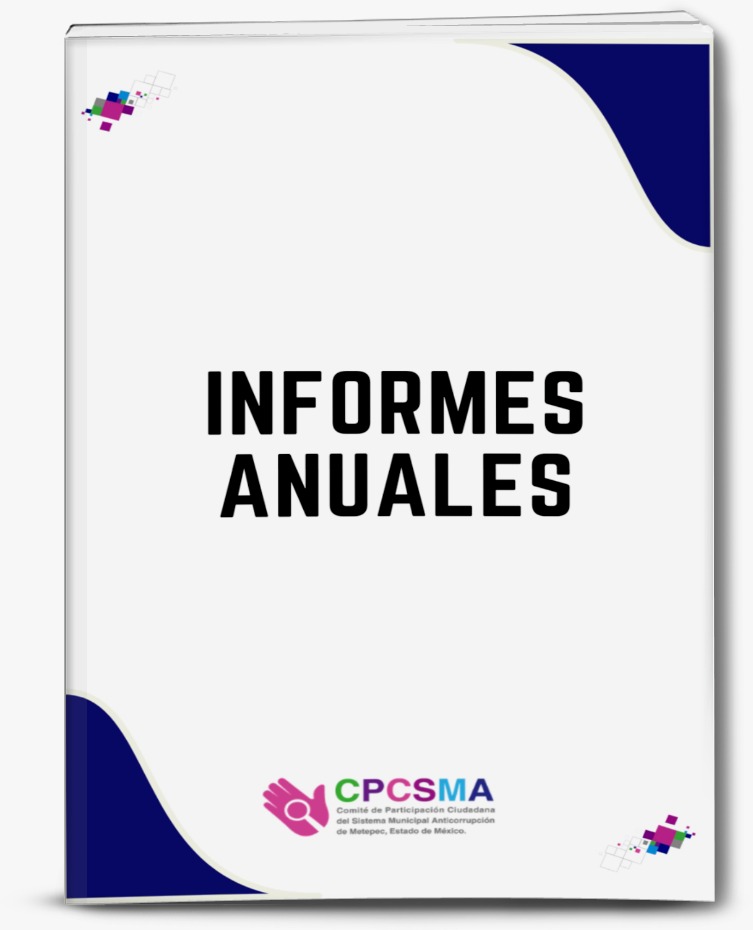 INFORMES
ANUALES
CPCSMA
Comité de Participación Ciudadana
del Sistema Municipal Anticorrupción
de Metepec, Estado de México.